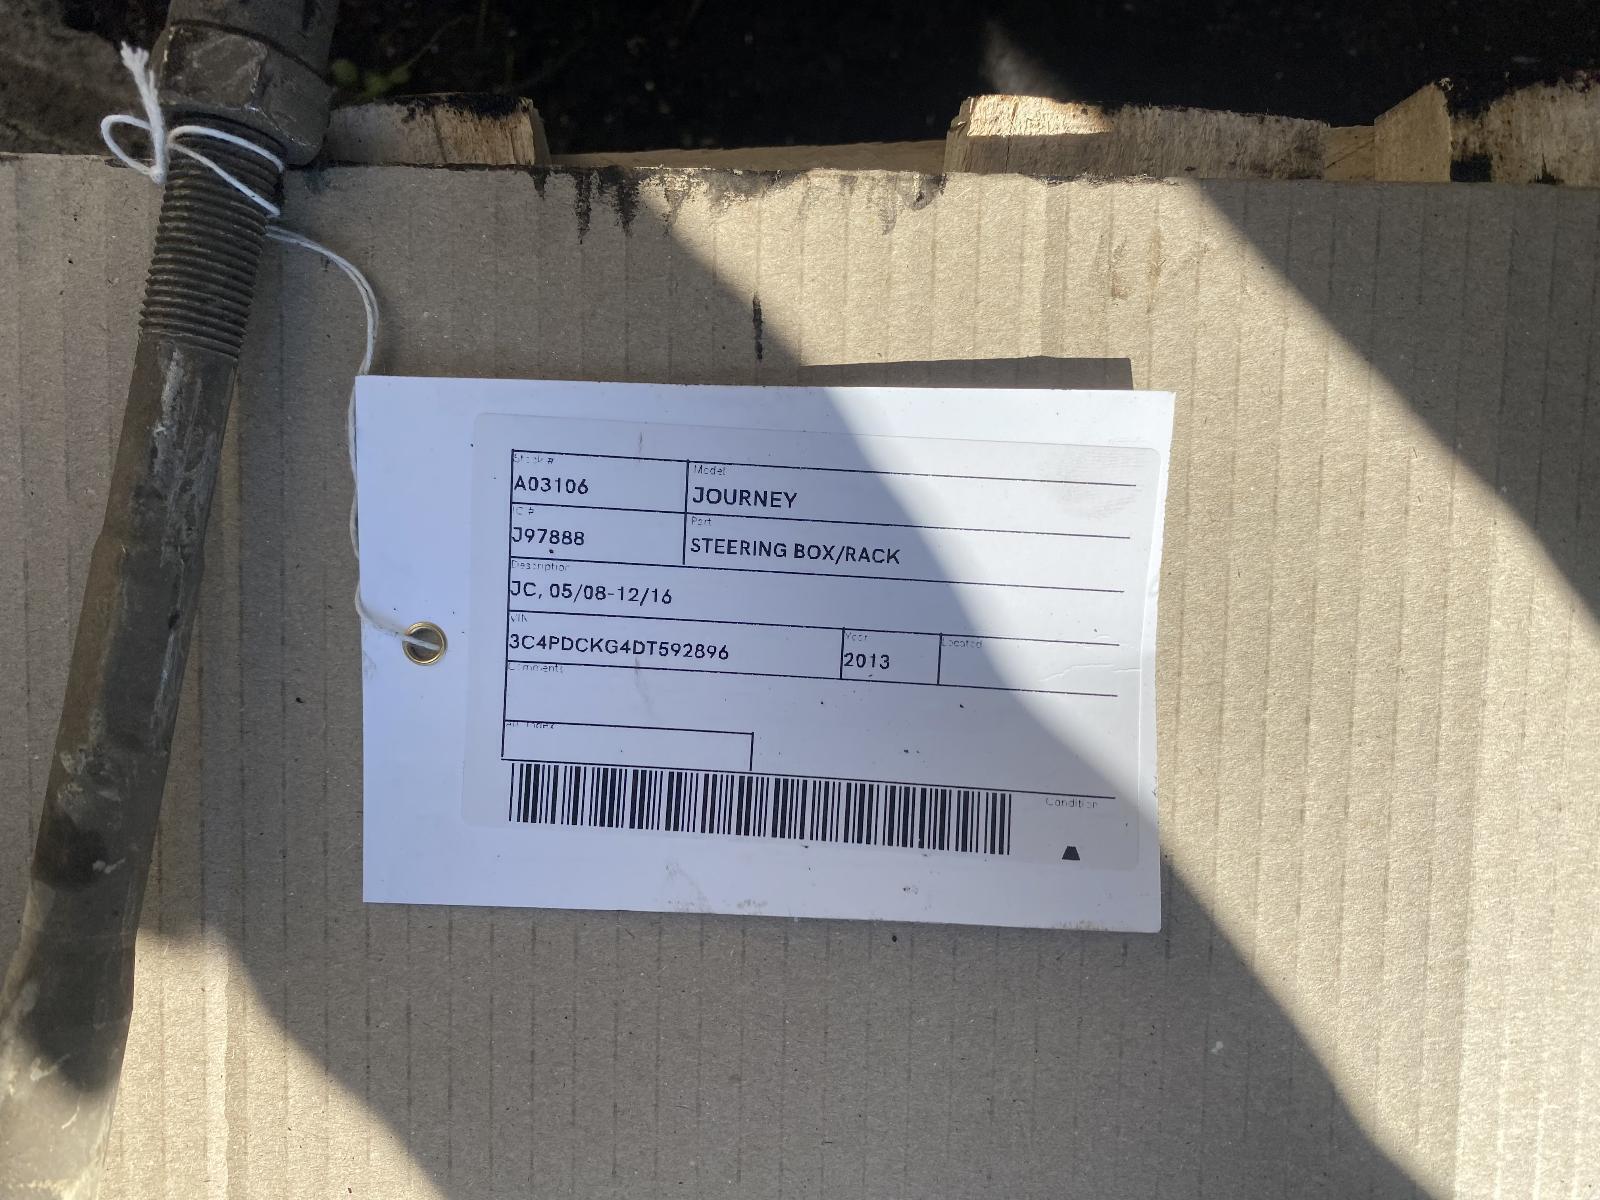 Stock # Model
A03106 JOURNEY
IC # Part
J97888 STEERING BOX/RACK
Description
JC, 05/08-12/16
VIN Year Located
3C4PDCKG4DT592896 2013
Comments
Condition